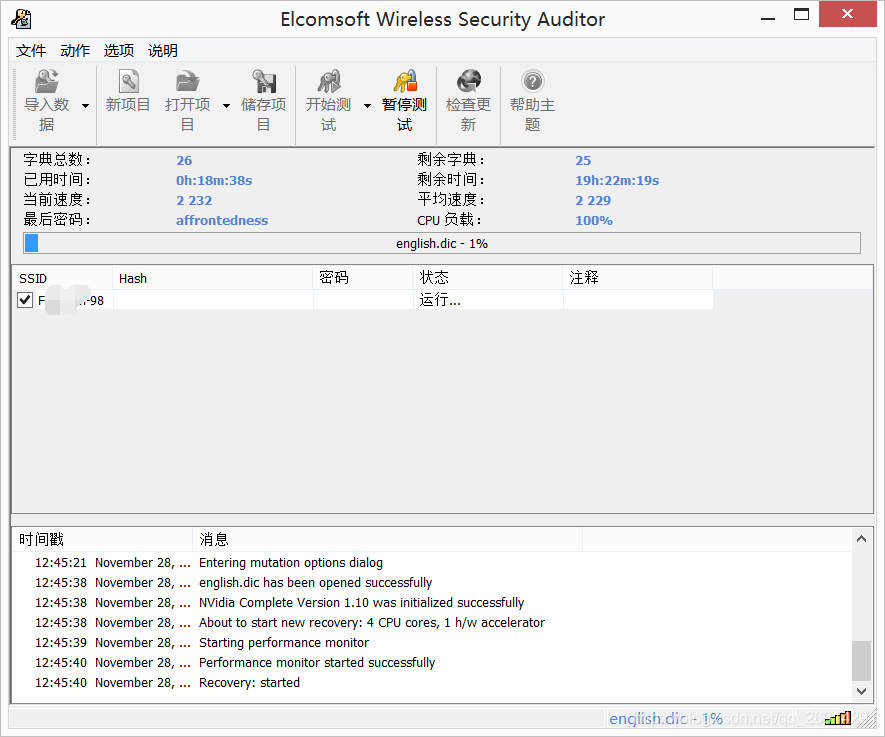 Elcomsoft Wireless Security Auditor
文件 动作 选项 说明
导入数据 新项目 打开项目 储存项目 开始测试 暂停测试 检查更新 帮助主题
字典总数: 26 剩余字典: 25
已用时间: 0h:18m:38s 剩余时间: 19h:22m:19s
当前速度: 2 232 平均速度: 2 229
最后密码: affrontedness CPU 负载: 100%
english.dic - 1%
SSID Hash 密码 状态 注释
-98 运行...
时间戳 消息
12:45:21 November 28, ... Entering mutation options dialog
12:45:38 November 28, ... english.dic has been opened successfully
12:45:38 November 28, ... NVidia Complete Version 1.10 was initialized successfully
12:45:38 November 28, ... About to start new recovery: 4 CPU cores, 1 h/w accelerator
12:45:39 November 28, ... Starting performance monitor
12:45:40 November 28, ... Performance monitor started successfully
12:45:40 November 28, ... Recovery: started
english.dic - 1%